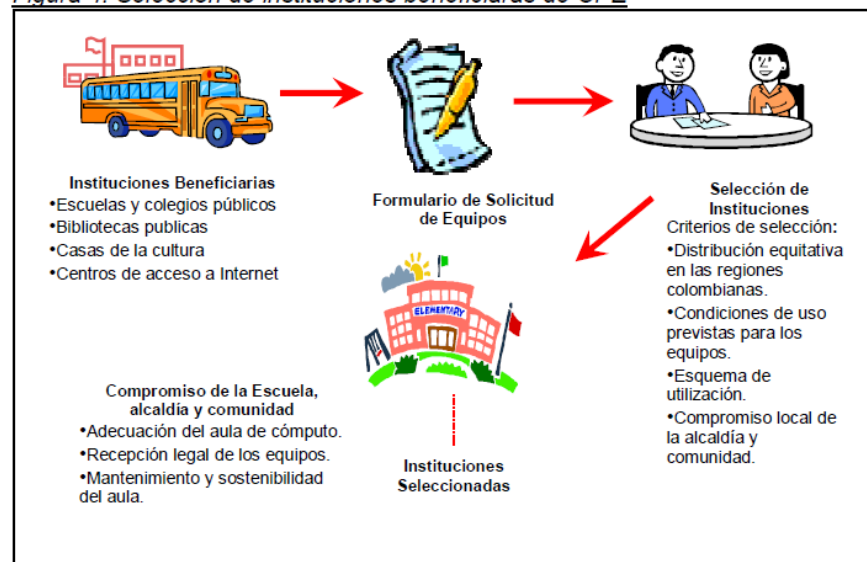 Instituciones Beneficiarias
•Escuelas y colegios públicos
•Bibliotecas publicas
•Casas de la cultura
•Centros de acceso a Internet
Formulario de Solicitud
de Equipos
Selección de
Instituciones
Criterios de selección:
•Distribución equitativa
en las regiones
colombianas.
•Condiciones de uso
previstas para los
equipos.
•Esquema de
utilización.
•Compromiso local de
la alcaldía y
comunidad.
ELEMENTARY
Compromiso de la Escuela,
alcaldía y comunidad
•Adecuación del aula de cómputo.
•Recepción legal de los equipos.
•Mantenimiento y sostenibilidad
del aula.
Instituciones
Seleccionadas